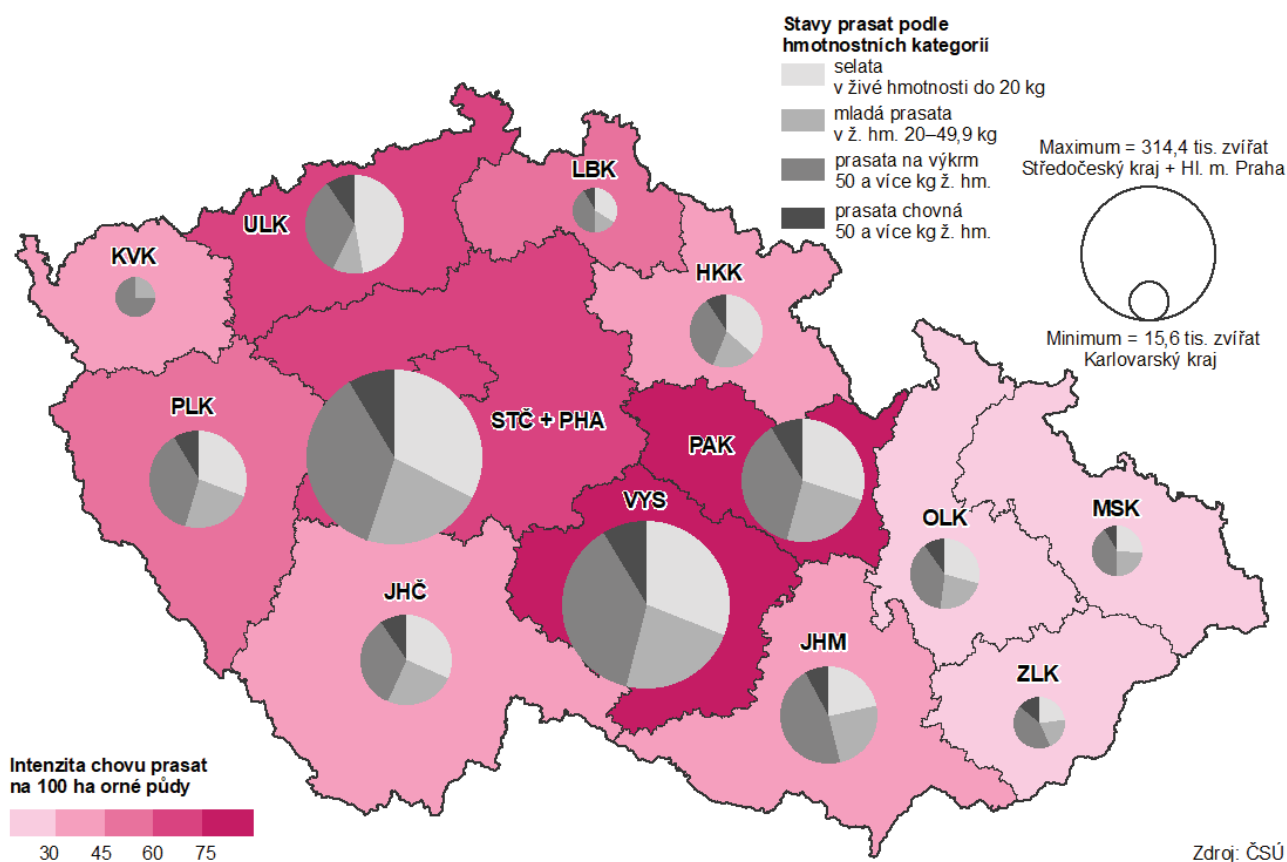 Stavy prasat podle
hmotnostních kategorií
selata
v živé hmotnosti do 20 kg
mladá prasata
v ž. hm. 20–49,9 kg
prasata na výkrm
50 a více kg ž. hm.
prasata chovná
50 a více kg ž. hm.
Maximum = 314,4 tis. zvířat
Středočeský kraj + Hl. m. Praha
Minimum = 15,6 tis. zvířat
Karlovarský kraj
LBK
ULK
KVK
HKK
PLK
STČ + PHA
PAK
VYS
OLK
MSK
JHČ
JHM
ZLK
Intenzita chovu prasat
na 100 ha orné půdy
30 45 60 75
Zdroj: ČSÚ